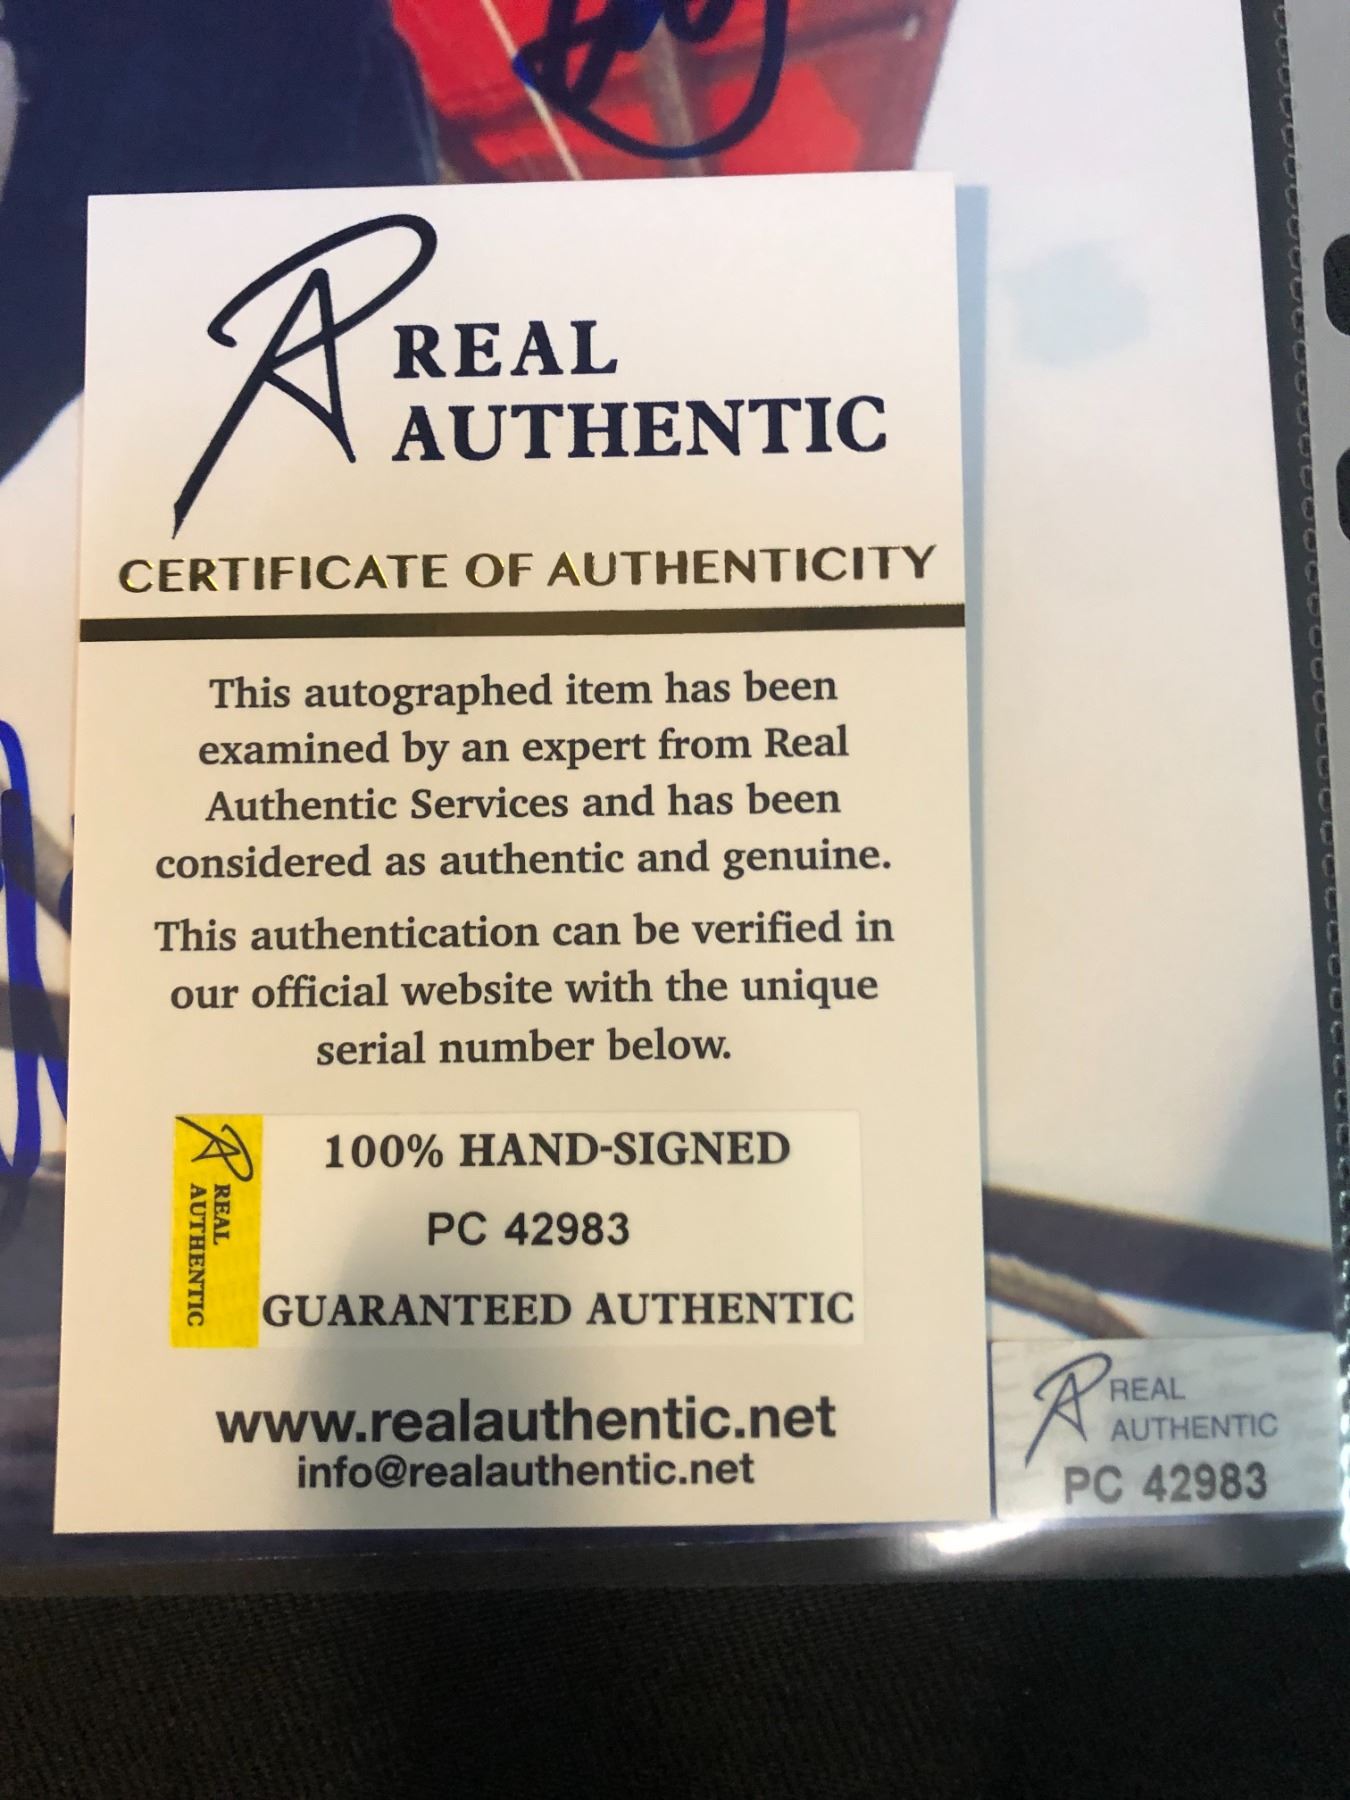 REAL
AUTHENTIC
CERTIFICATE OF AUTHENTICITY
This autographed item has been
examined by an expert from Real
Authentic Services and has been
considered as authentic and genuine.
This authentication can be verified in
our official website with the unique
serial number below.
REAL
AUTHENTIC
100% HAND-SIGNED
PC 42983
GUARANTEED AUTHENTIC
www.realauthentic.net
info@realauthentic.net
REAL
AUTHENTIC
PC 42983